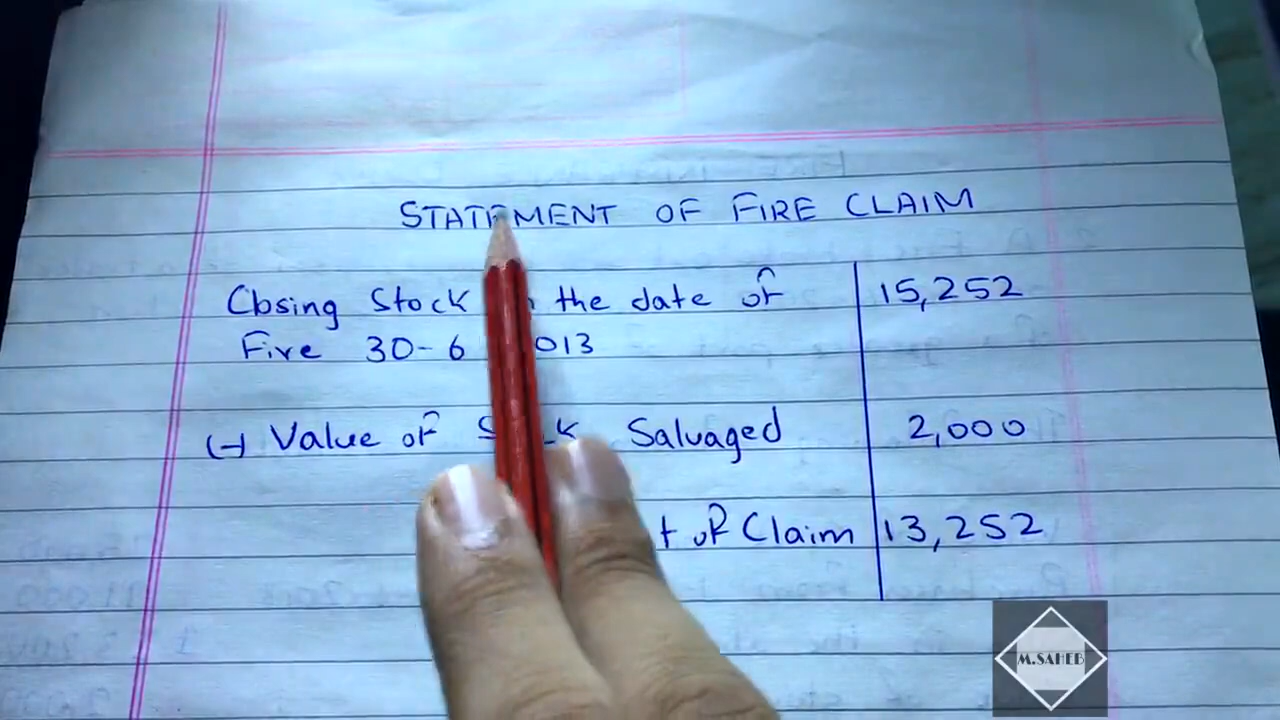 STATEMENT OF FIRE CLAIM
Closing Stock the date of 15,252
Fire 30-6 013
(-) Value of Salvaged 2,000
of Claim 13,252
M.SAHEB